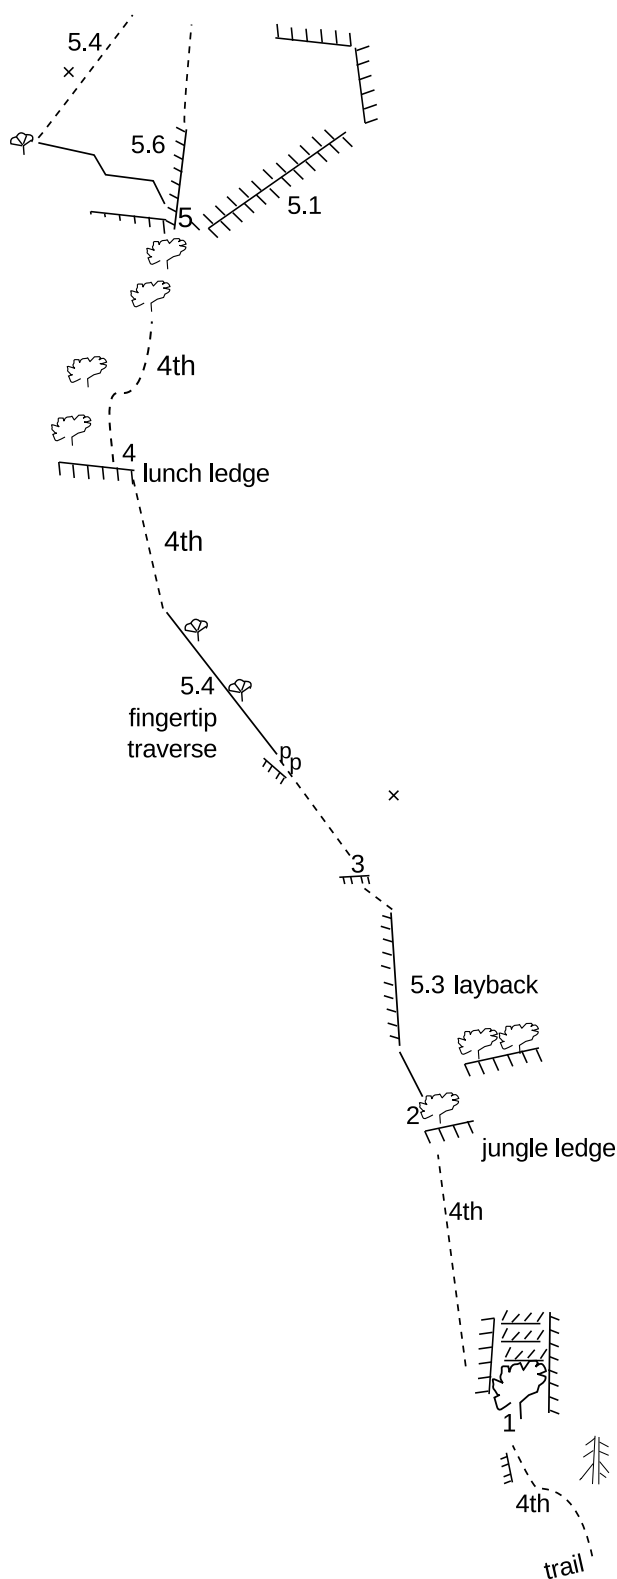 5.4
×
5.6
5.1
5
4th
4
lunch ledge
4th
5.4
fingertip
traverse
p
p
×
3
5.3 layback
2
jungle ledge
4th
1
4th
trail